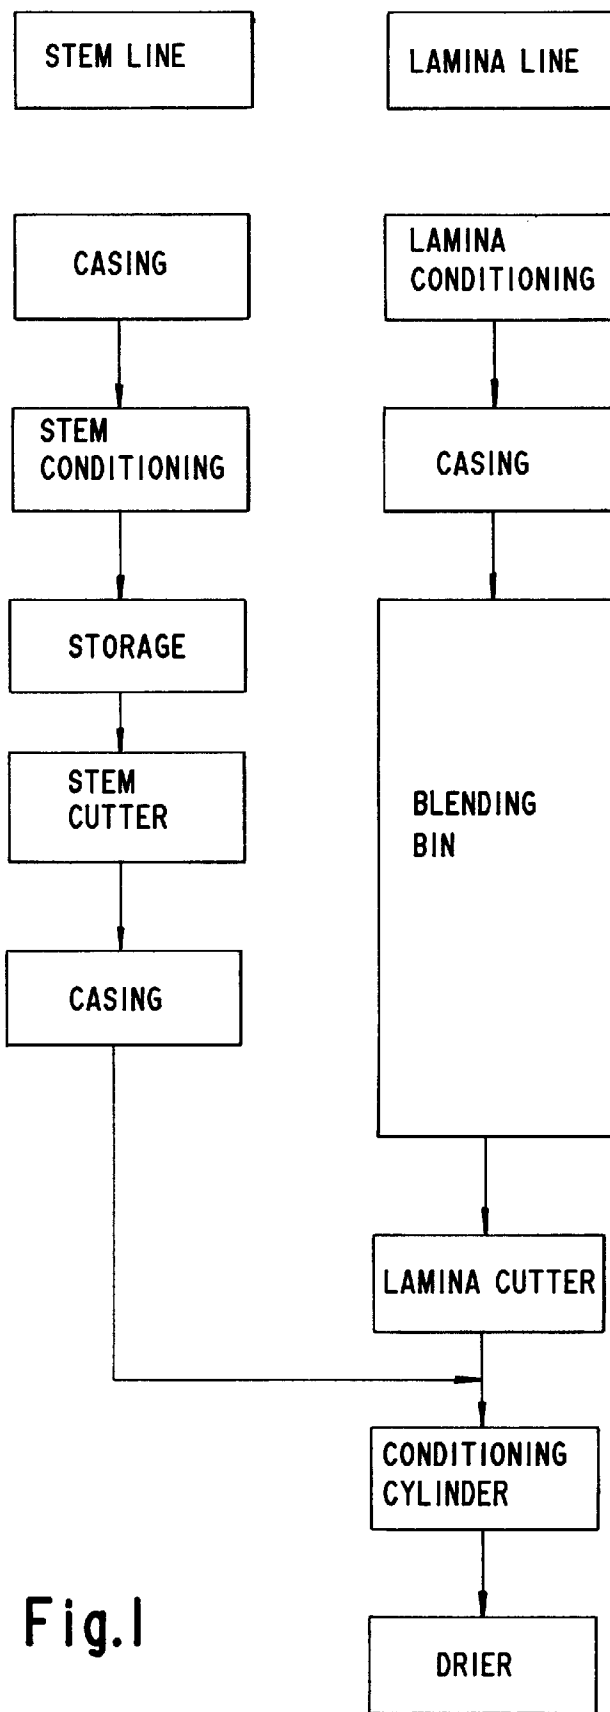 STEM LINE
LAMINA LINE
CASING
STEM
CONDITIONING
STORAGE
STEM
CUTTER
CASING
LAMINA
CONDITIONING
CASING
BLENDING
BIN
LAMINA CUTTER
CONDITIONING
CYLINDER
DRIER
Fig.1